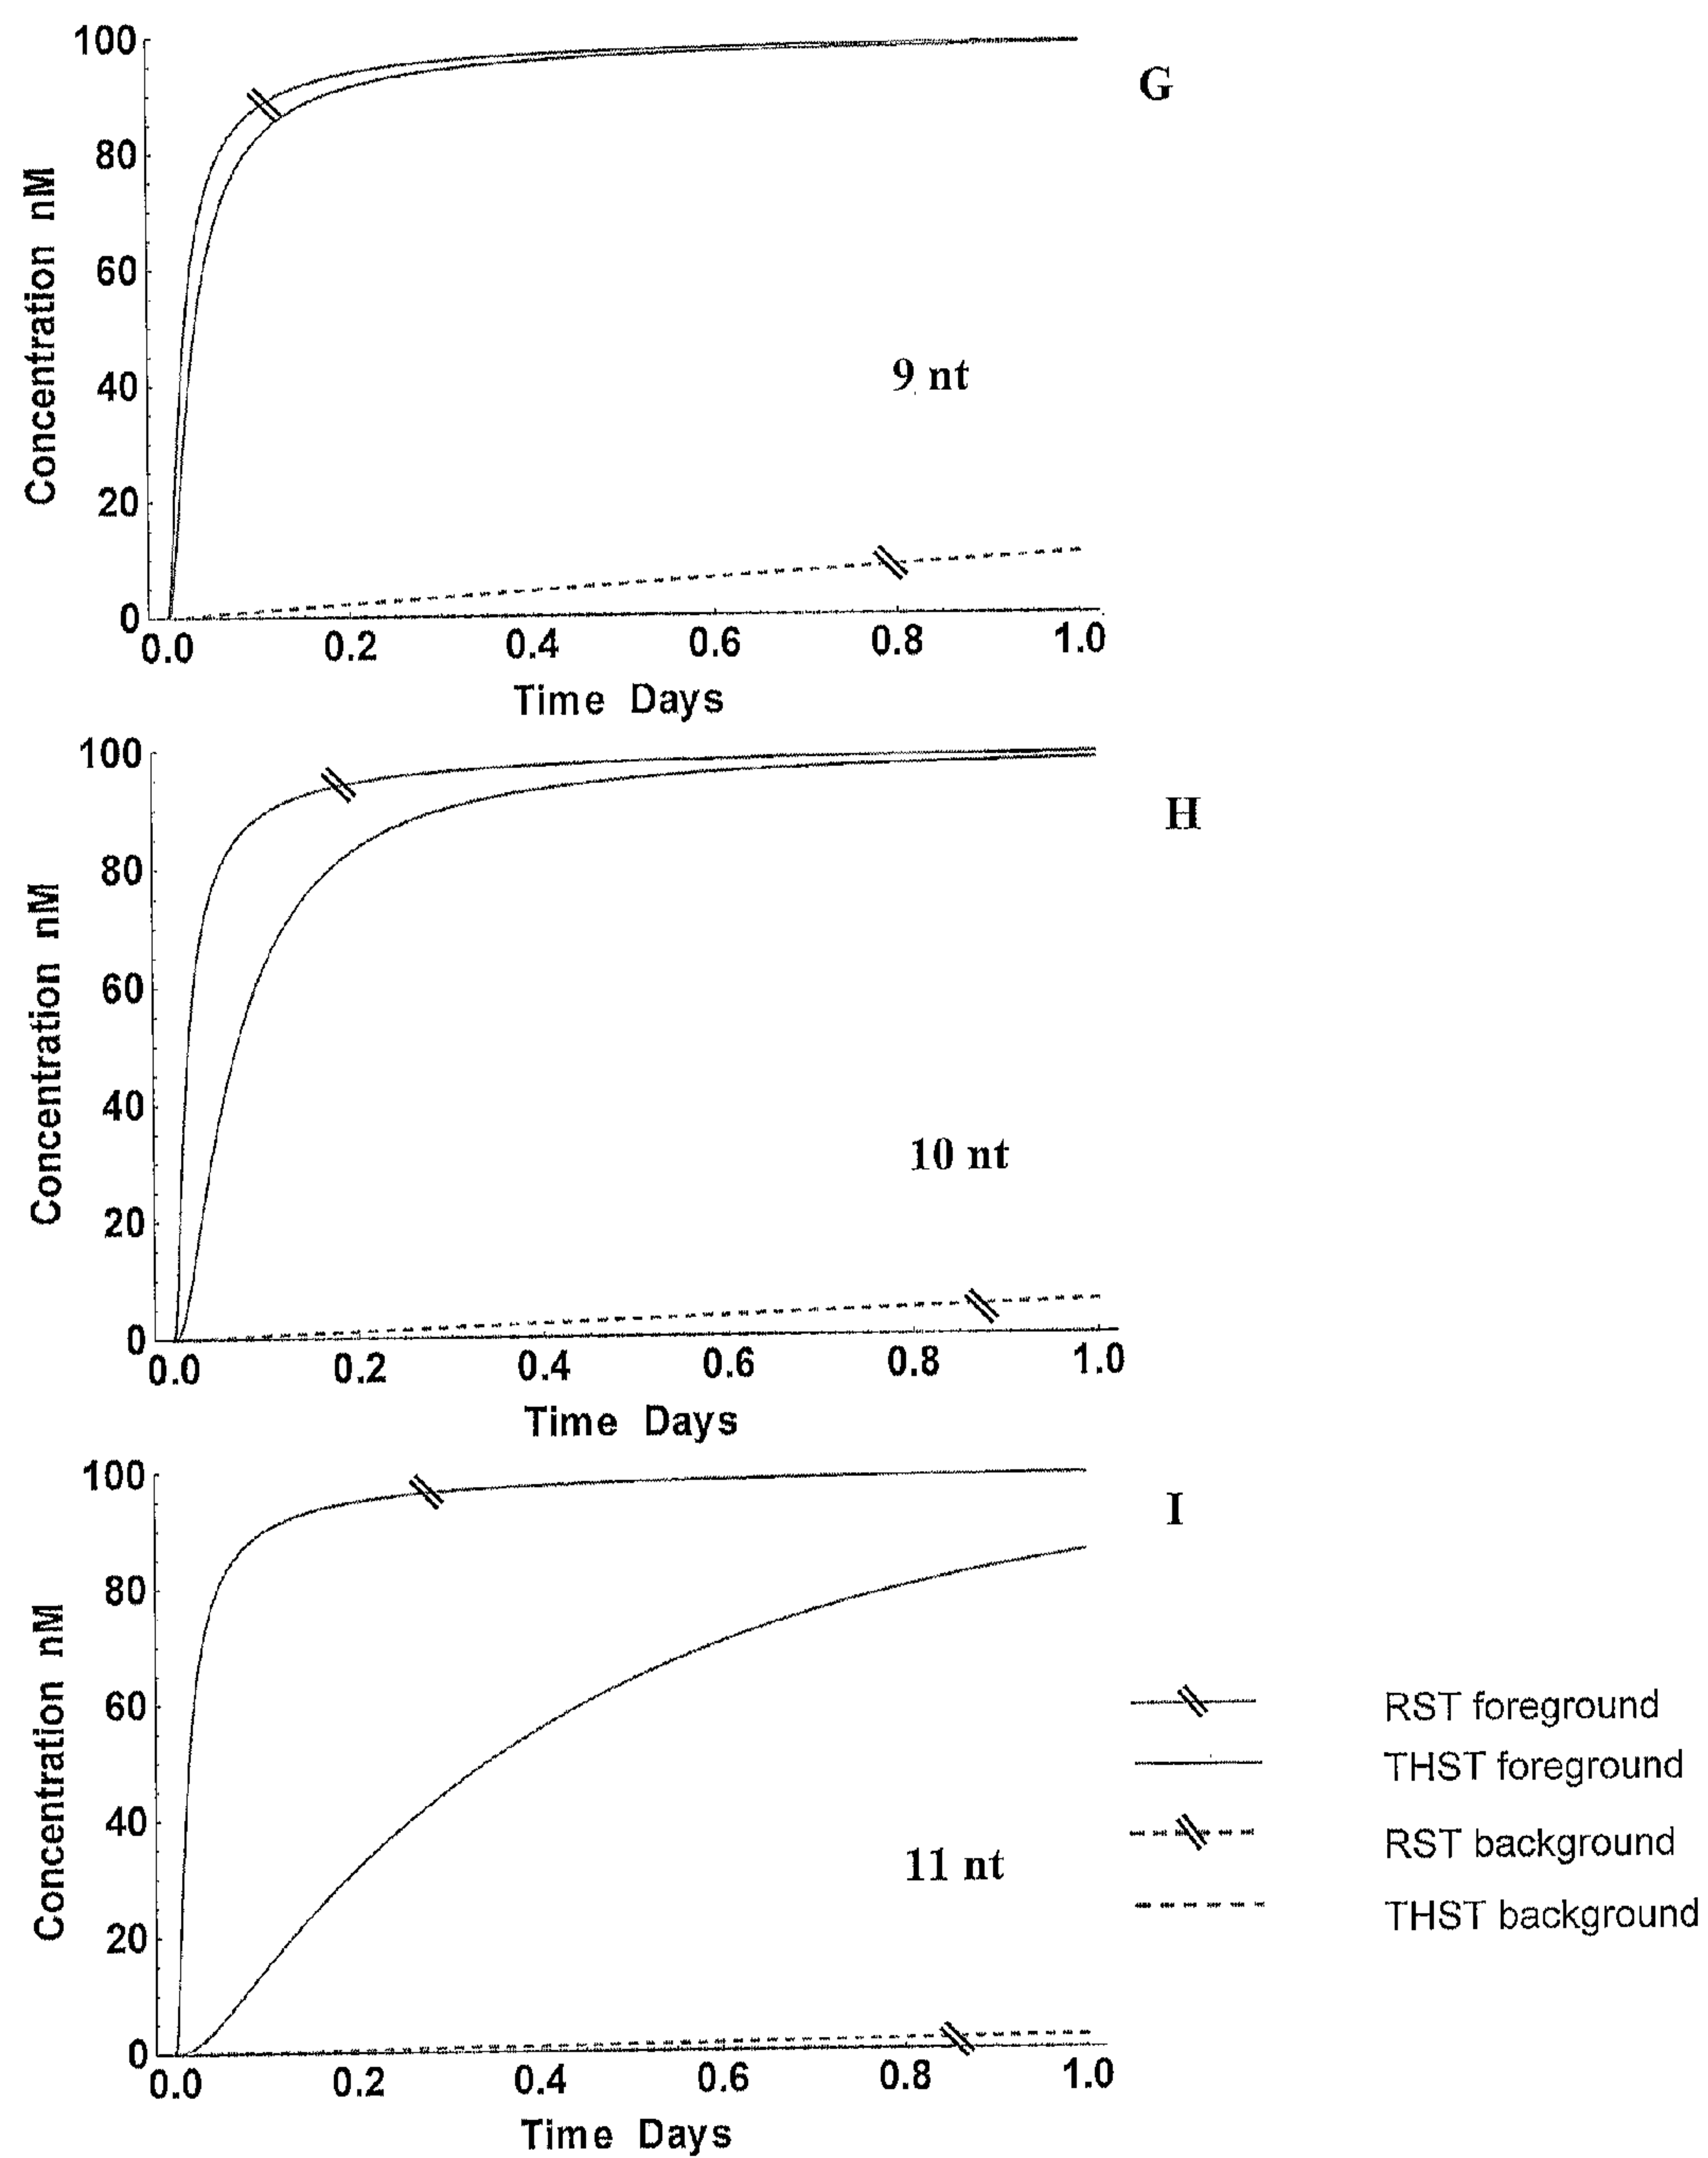 100
80
60
40
20
0
Concentration nM
G
9 nt
0.0 0.2 0.4 0.6 0.8 1.0
Time Days
100
80
60
40
20
0
Concentration nM
H
10 nt
0.0 0.2 0.4 0.6 0.8 1.0
Time Days
100
80
60
40
20
0
Concentration nM
I
11 nt
0.0 0.2 0.4 0.6 0.8 1.0
Time Days
RST foreground
THST foreground
RST background
THST background